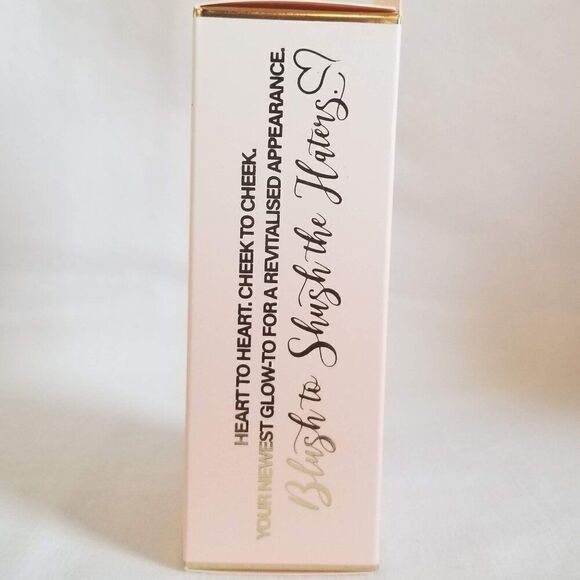 HEART TO HEART. CHEEK TO CHEEK.
YOUR NEWEST GLOW-TO FOR A REVITALISED APPEARANCE.
Blush to Shush the Haters.